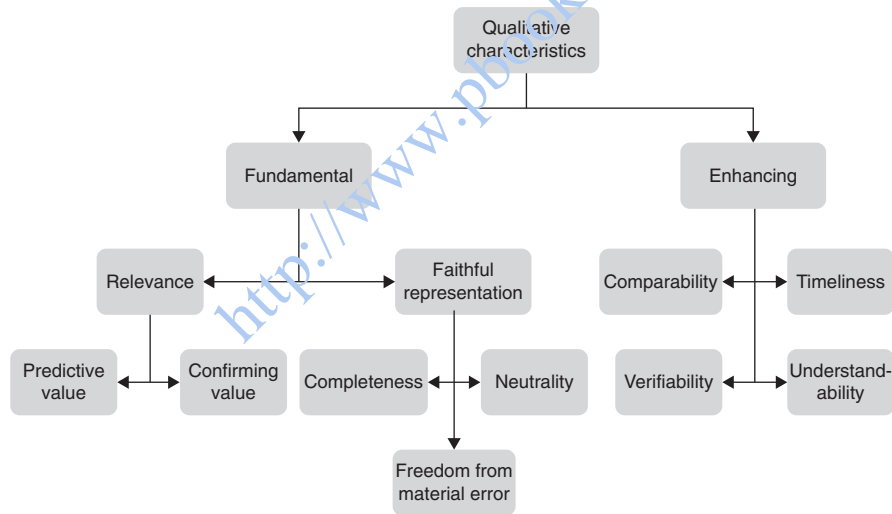 Qualitative
characteristics
Fundamental
Enhancing
Relevance
Faithful
representation
Comparability
Timeliness
Predictive
value
Confirming
value
Completeness
Neutrality
Verifiability
Understand-
ability
Freedom from
material error
http://www.pbook